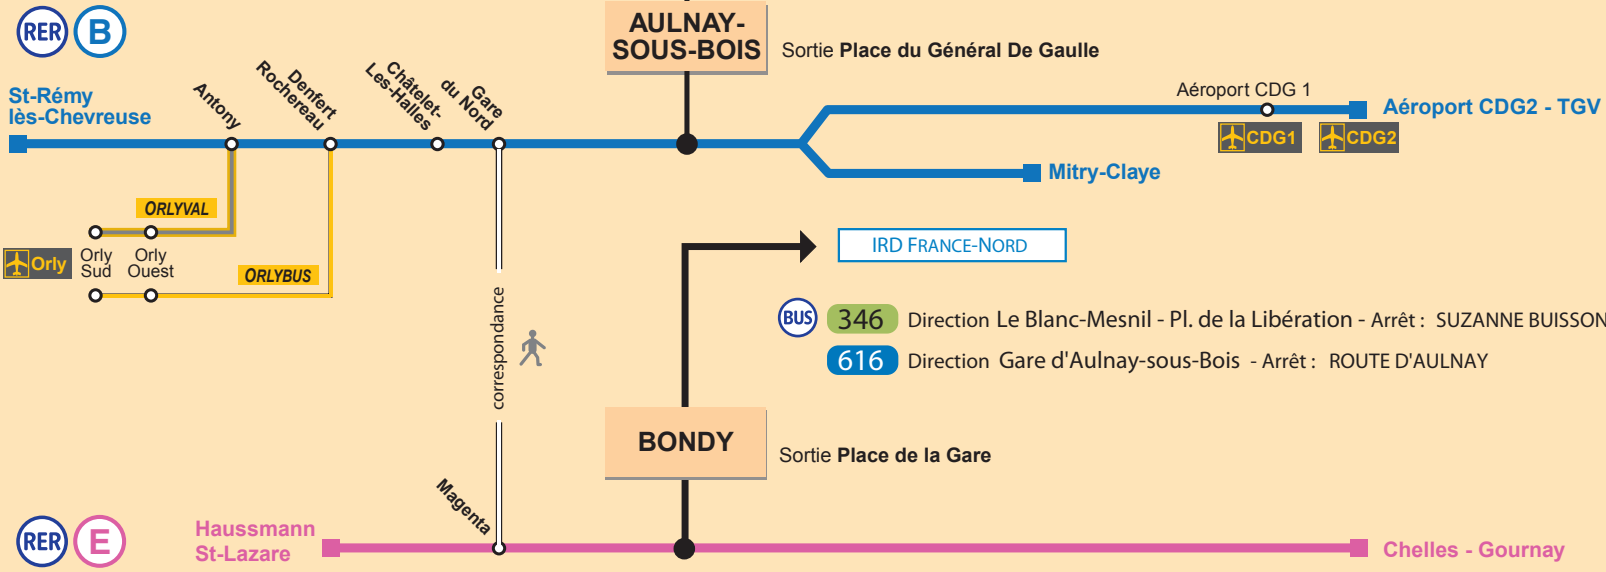 RER B
AULNAY-
SOUS-BOIS
Sortie Place du Général De Gaulle
St-Rémy
lès-Chevreuse
Antony
Denfert
Rochereau
Châtelet-
Les-Halles
Gare
du Nord
Aéroport CDG 1
Aéroport CDG2 - TGV
CDG1
CDG2
Mitry-Claye
ORLYVAL
Orly
Orly
Sud
Orly
Ouest
ORLYBUS
IRD FRANCE-NORD
correspondance
BUS 346 Direction Le Blanc-Mesnil - Pl. de la Libération - Arrêt : SUZANNE BUISSON
616 Direction Gare d'Aulnay-sous-Bois - Arrêt : ROUTE D'AULNAY
BONDY
Sortie Place de la Gare
Magenta
RER E
Haussmann
St-Lazare
Chelles - Gournay